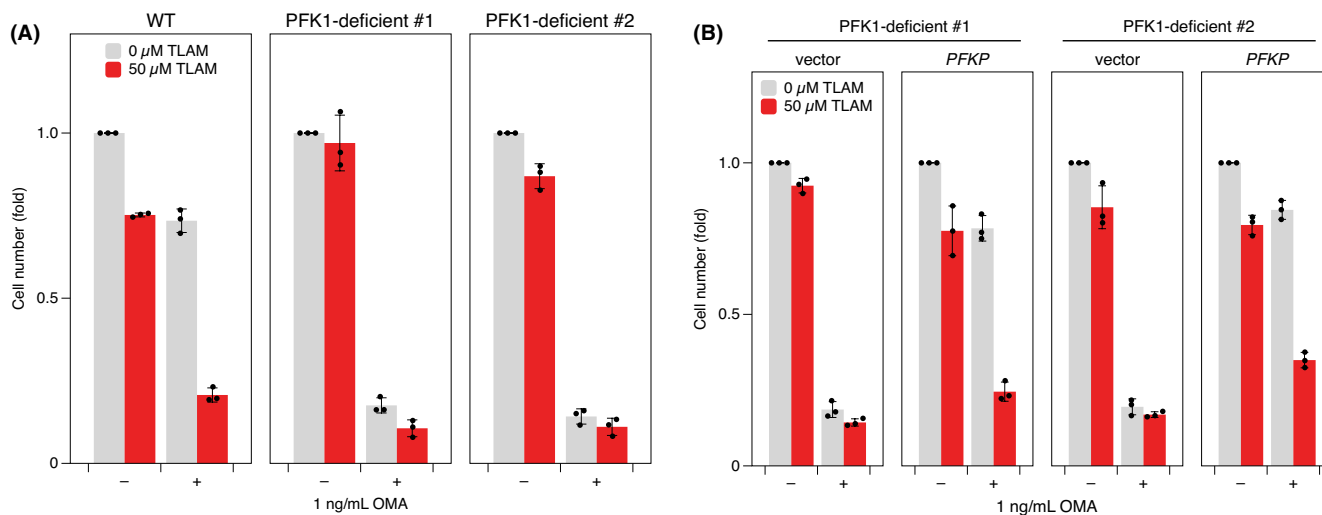 (A)
WT
PFK1-deficient #1
PFK1-deficient #2
0 µM TLAM
50 µM TLAM
Cell number (fold)
1.0
0.5
0
– + – + – +
1 ng/mL OMA
(B)
PFK1-deficient #1
PFK1-deficient #2
vector
PFKP
vector
PFKP
0 µM TLAM
50 µM TLAM
Cell number (fold)
1.0
0.5
0
– + – + – + – +
1 ng/mL OMA